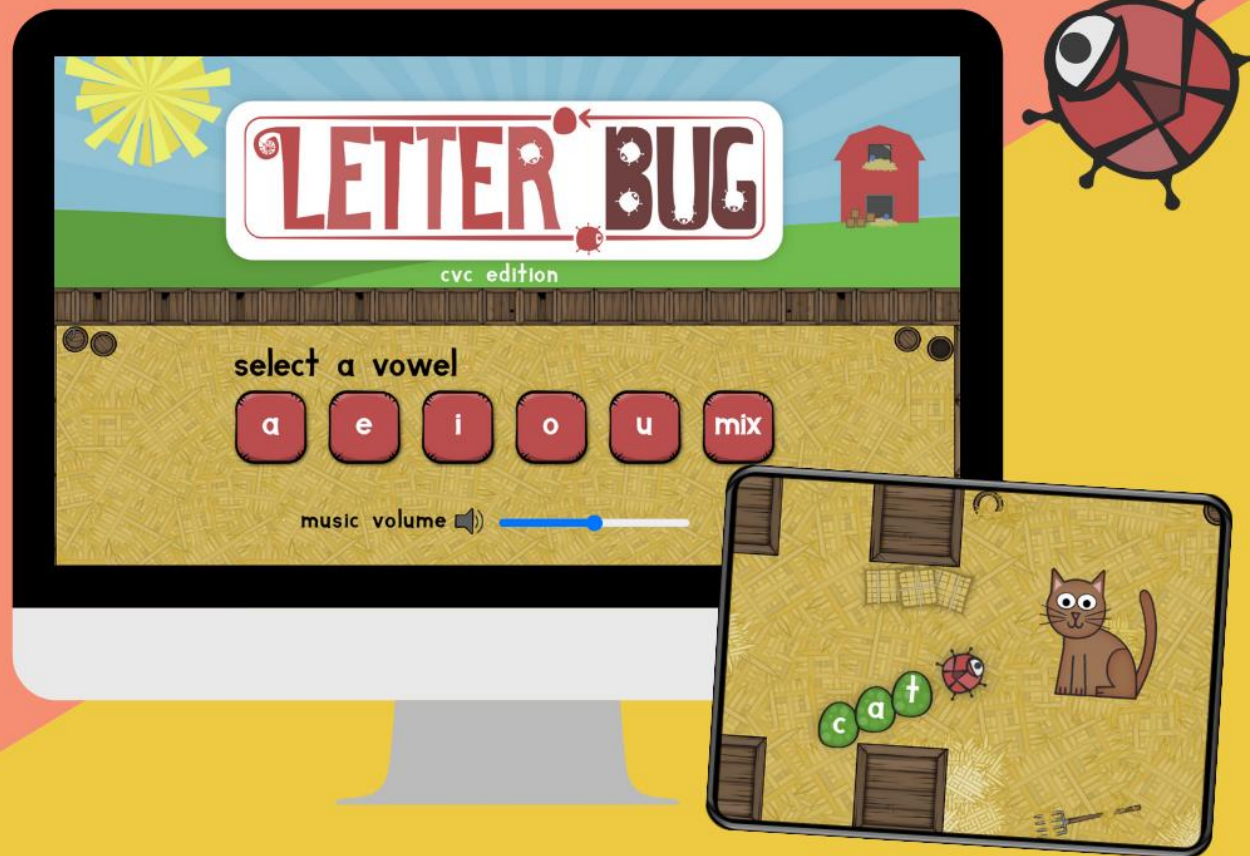 LETTER BUG
cvc edition
select a vowel
a e i o u mix
music volume
c a t